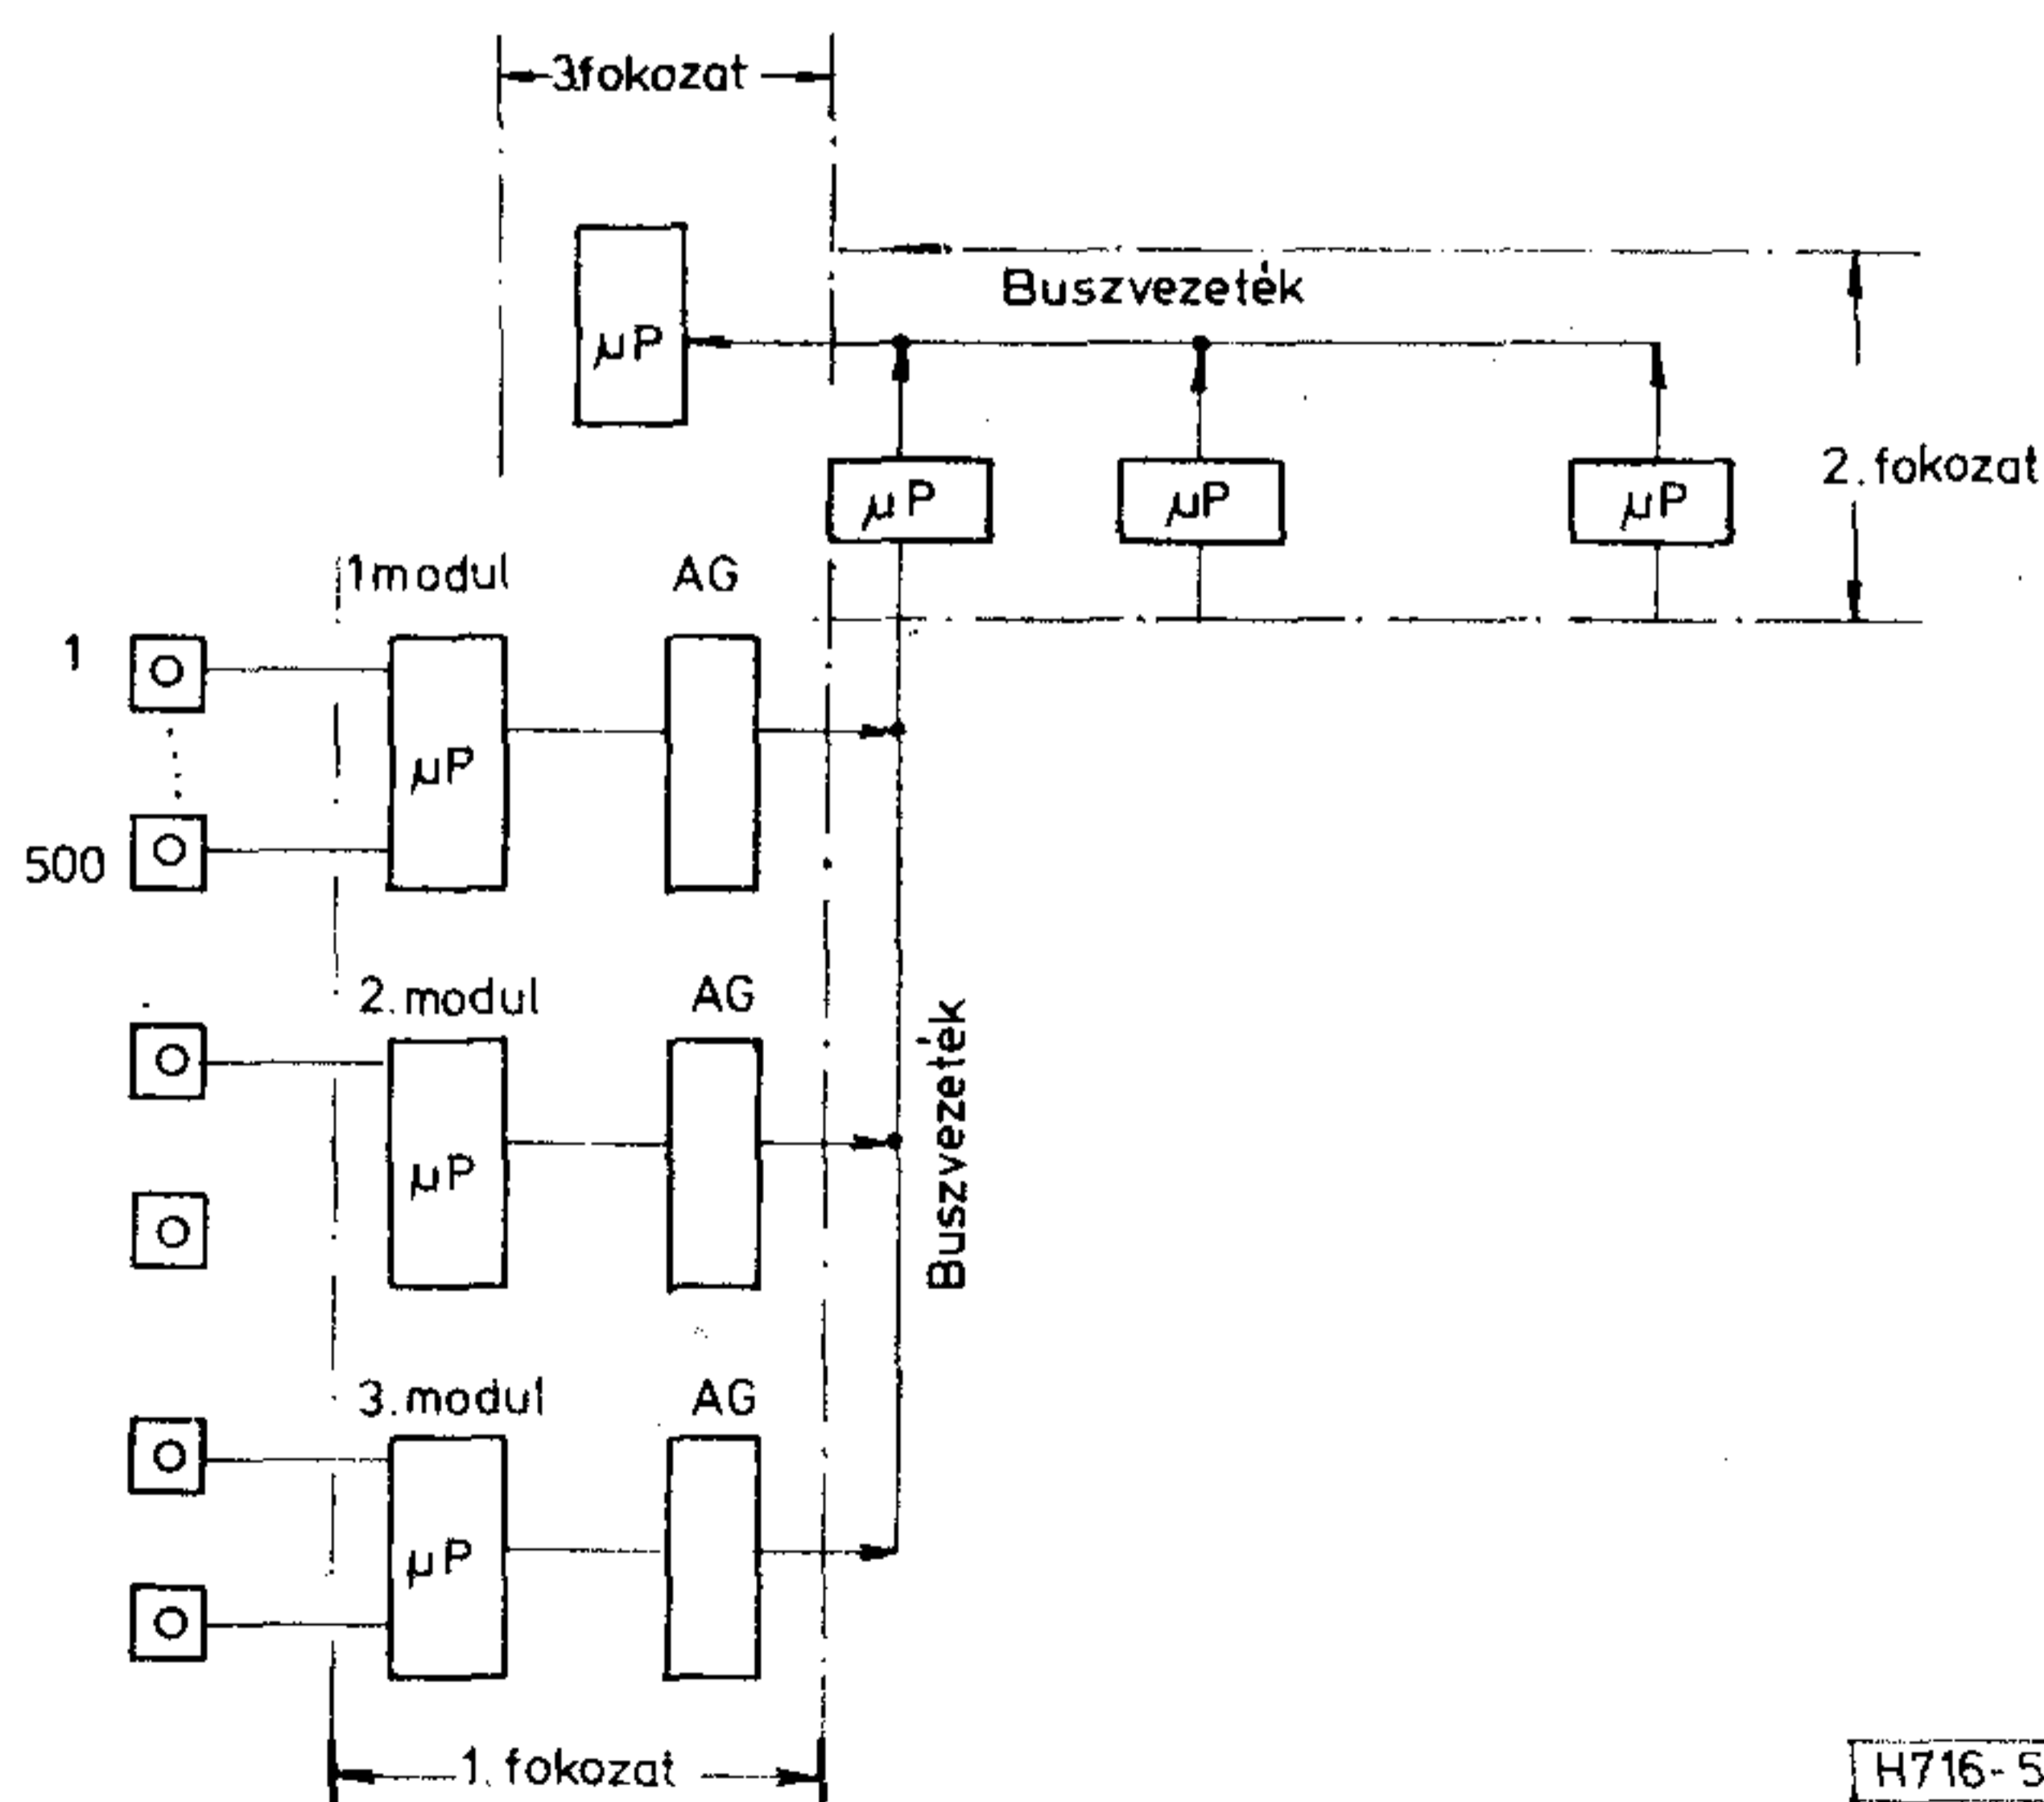 3fokozat
Buszvezeték
µP
µP
µP
µP
2.fokozat
1modul
AG
1
µP
500
2.modul
AG
µP
Buszvezeték
3.modul
AG
µP
1. fokozat
H716-5